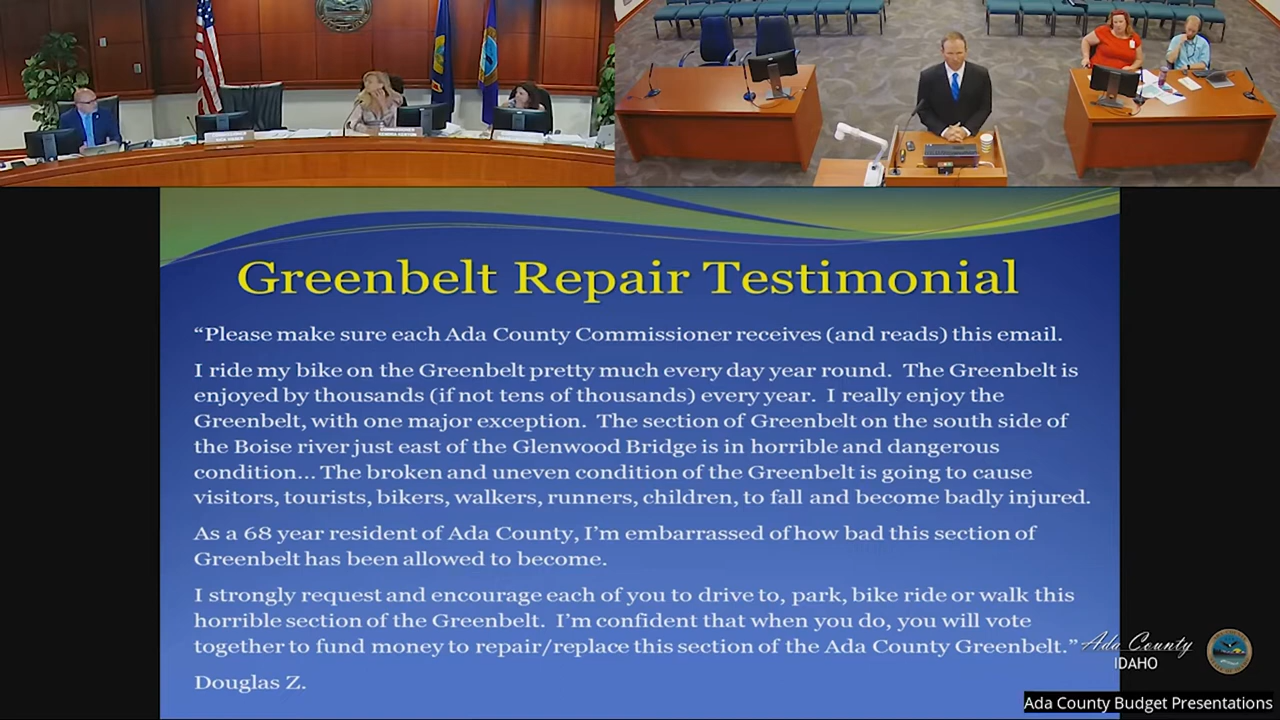 Greenbelt Repair Testimonial
“Please make sure each Ada County Commissioner receives (and reads) this email.
I ride my bike on the Greenbelt pretty much every day year round.  The Greenbelt is
enjoyed by thousands (if not tens of thousands) every year.  I really enjoy the
Greenbelt, with one major exception.  The section of Greenbelt on the south side of
the Boise river just east of the Glenwood Bridge is in horrible and dangerous
condition... The broken and uneven condition of the Greenbelt is going to cause
visitors, tourists, bikers, walkers, runners, children, to fall and become badly injured.
As a 68 year resident of Ada County, I’m embarrassed of how bad this section of
Greenbelt has been allowed to become.
I strongly request and encourage each of you to drive to, park, bike ride or walk this
horrible section of the Greenbelt.  I’m confident that when you do, you will vote
together to fund money to repair/replace this section of the Ada County Greenbelt.”
Douglas Z.
Ada County
IDAHO
Ada County Budget Presentations